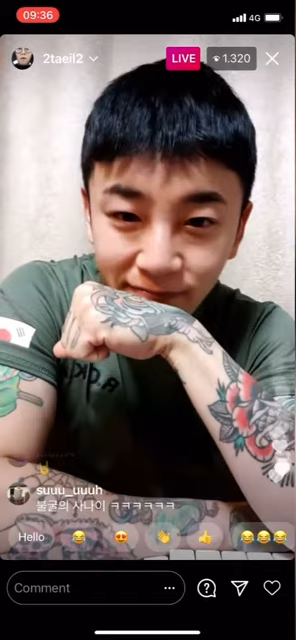 09:36
4G
2taeil2
LIVE
1.320
suuu_uuuh
불굴의 사나이 ㅋㅋㅋㅋㅋㅋ
Hello
Comment